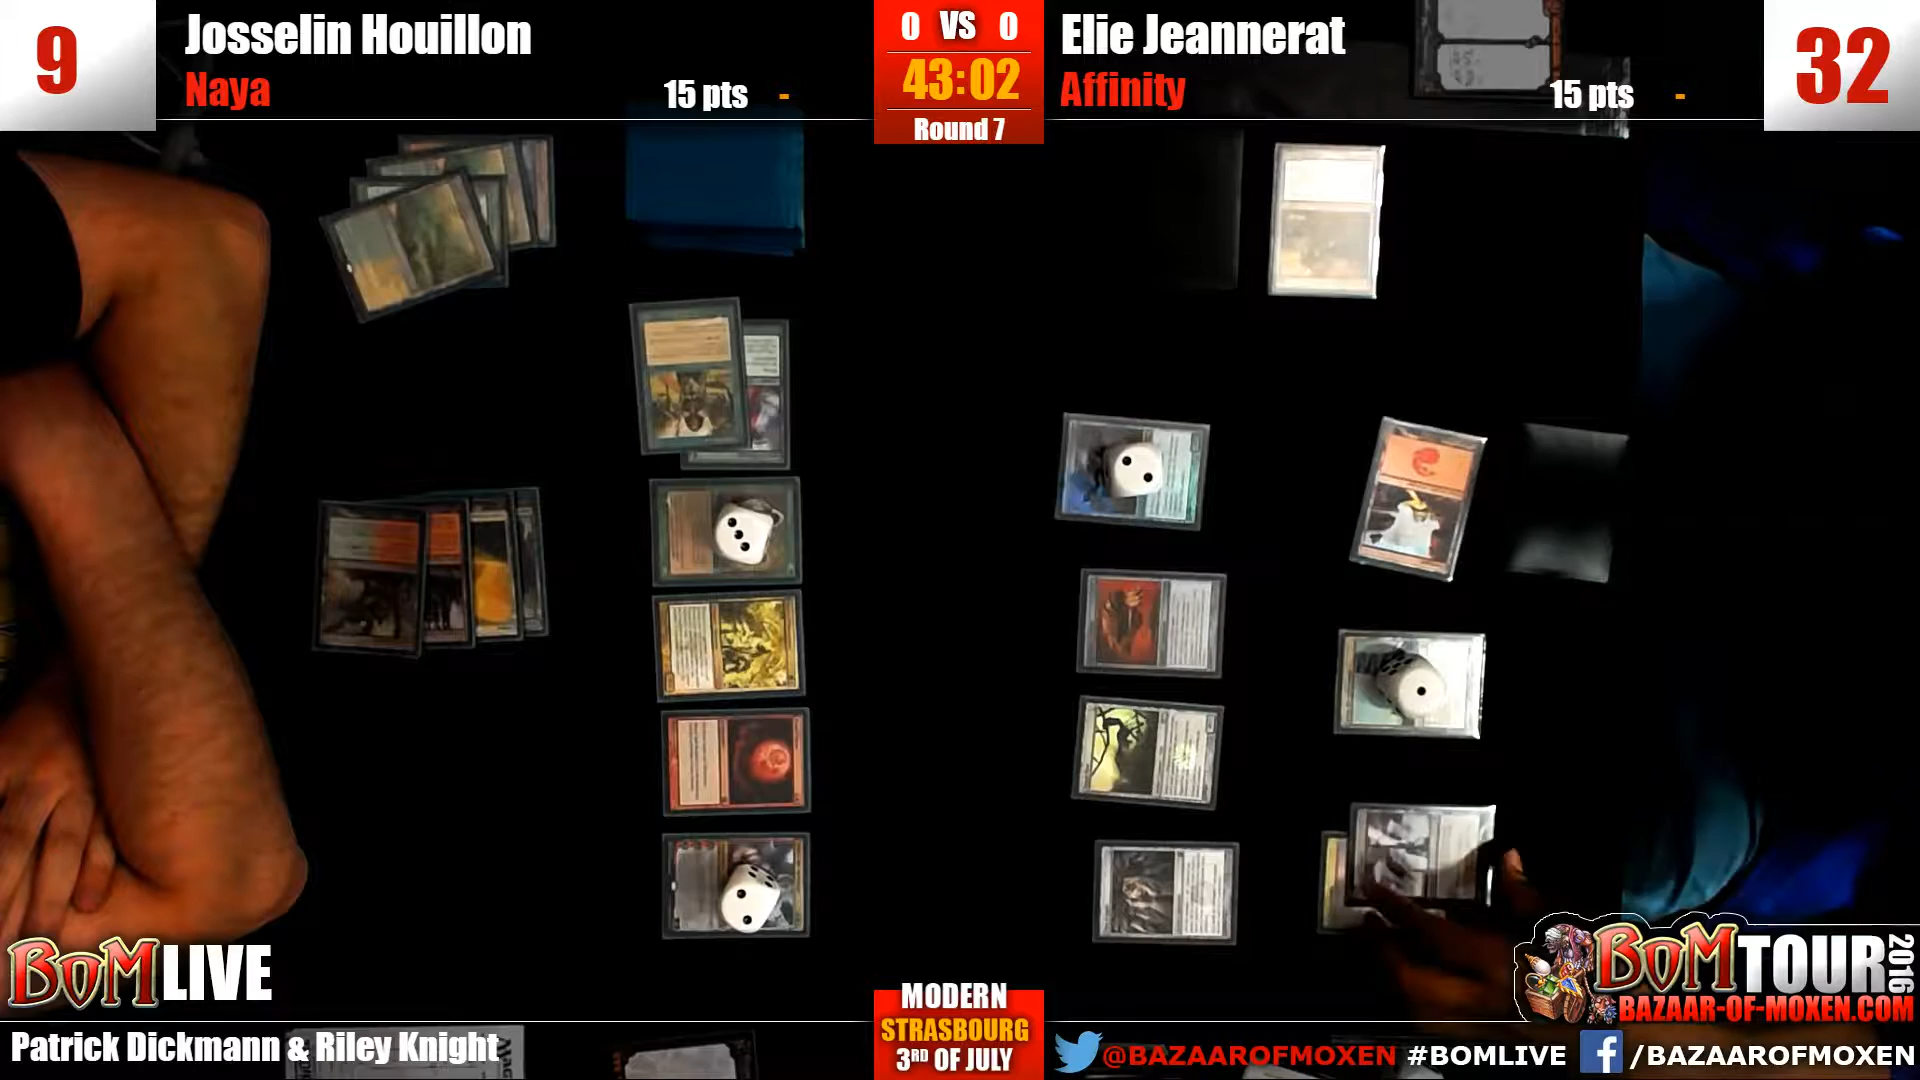 9
Josselin Houillon
Naya
15 pts -
0 VS 0
43:02
Round 7
Elie Jeannerat
Affinity
15 pts -
32
BOM LIVE
Patrick Dickmann & Riley Knight
MODERN
STRASBOURG
3RD OF JULY
BOM TOUR 2016
BAZAAR-OF-MOXEN.COM
@BAZAAROFMOXEN #BOMLIVE f /BAZAAROFMOXEN